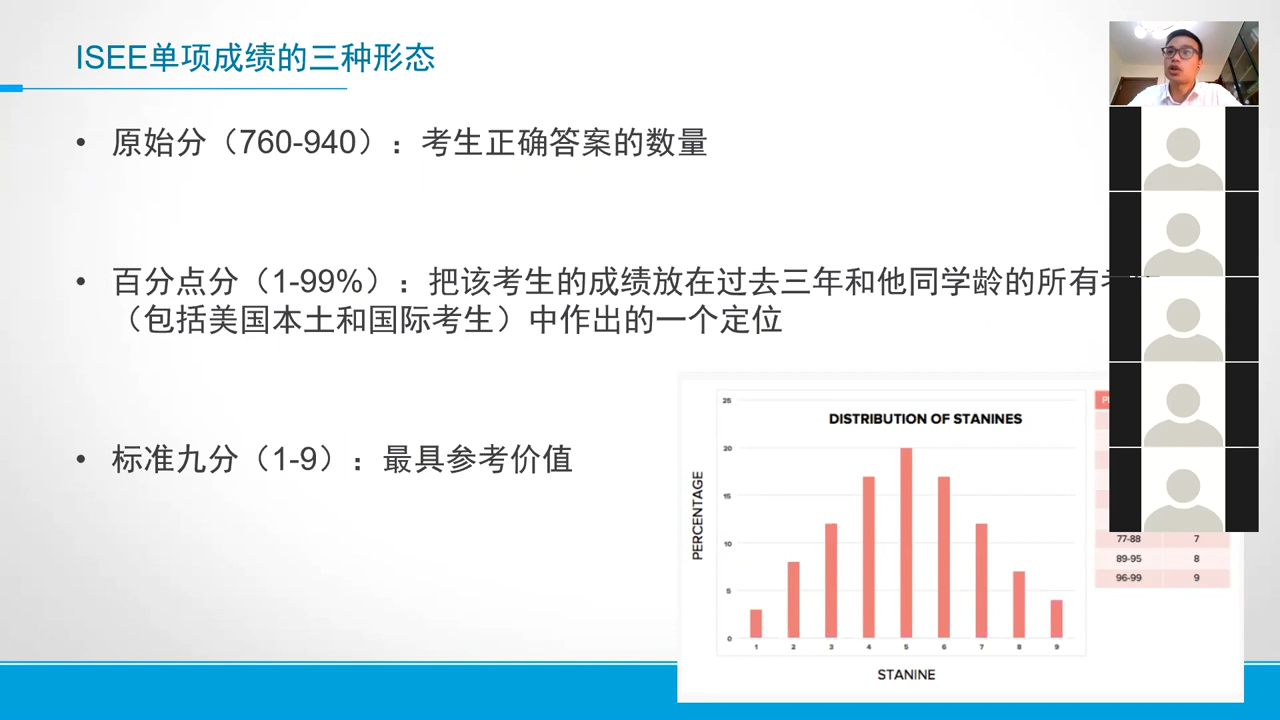 ISEE单项成绩的三种形态
• 原始分（760-940）：考生正确答案的数量
• 百分点分（1-99%）：把该考生的成绩放在过去三年和他同学龄的所有
（包括美国本土和国际考生）中作出的一个定位
• 标准九分（1-9）：最具参考价值
DISTRIBUTION OF STANINES
PERCENTAGE
25
20
15
10
5
0
1 2 3 4 5 6 7 8 9
STANINE
77-88 7
89-95 8
96-99 9